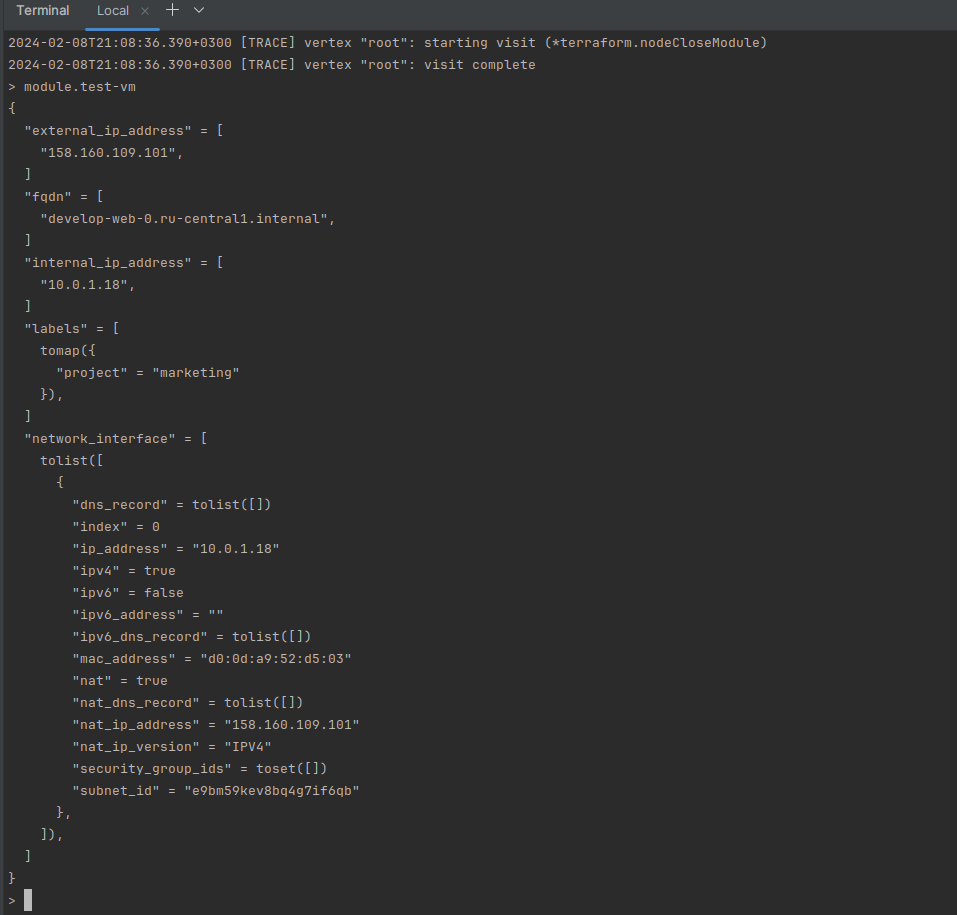 Terminal Local × + ⌄
2024-02-08T21:08:36.390+0300 [TRACE] vertex "root": starting visit (*terraform.nodeCloseModule)
2024-02-08T21:08:36.390+0300 [TRACE] vertex "root": visit complete
> module.test-vm
{
  "external_ip_address" = [
    "158.160.109.101",
  ]
  "fqdn" = [
    "develop-web-0.ru-central1.internal",
  ]
  "internal_ip_address" = [
    "10.0.1.18",
  ]
  "labels" = [
    tomap({
      "project" = "marketing"
    }),
  ]
  "network_interface" = [
    tolist([
      {
        "dns_record" = tolist([])
        "index" = 0
        "ip_address" = "10.0.1.18"
        "ipv4" = true
        "ipv6" = false
        "ipv6_address" = ""
        "ipv6_dns_record" = tolist([])
        "mac_address" = "d0:0d:a9:52:d5:03"
        "nat" = true
        "nat_dns_record" = tolist([])
        "nat_ip_address" = "158.160.109.101"
        "nat_ip_version" = "IPV4"
        "security_group_ids" = toset([])
        "subnet_id" = "e9bm59kev8bq4g7if6qb"
      },
    ]),
  ]
}
>